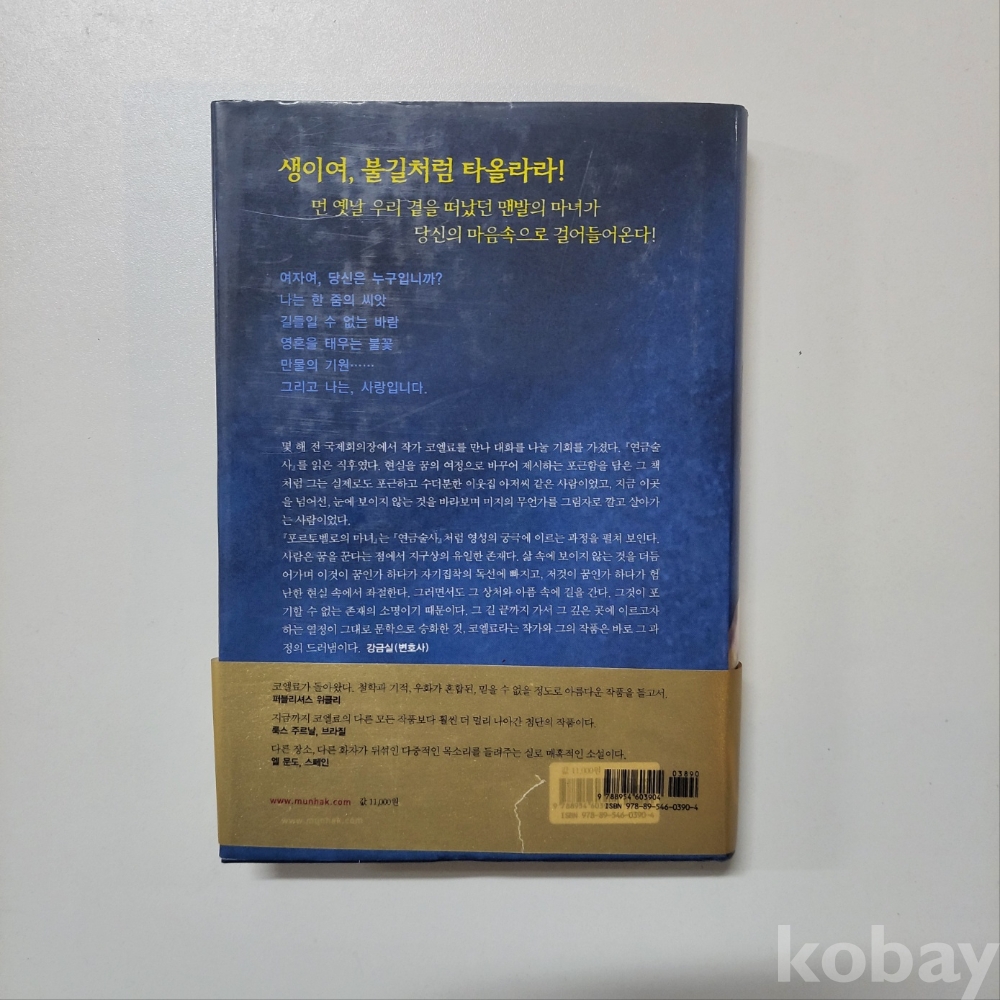 생이여, 불길처럼 타올라라!
먼 옛날 우리 곁을 떠났던 맨발의 마녀가
당신의 마음속으로 걸어들어온다!
여자여, 당신은 누구입니까?
나는 한 줌의 씨앗
길들일 수 없는 바람
영혼을 태우는 불꽃
만물의 기원……
그리고 나는, 사랑입니다.
몇 해 전 국제회의장에서 작가 코엘료를 만나 대화를 나눌 기회를 가졌다. 『연금술
사』를 읽은 직후였다. 현실을 꿈의 여정으로 바꾸어 제시하는 포근함을 담은 그 책
처럼 그는 실제로도 포근하고 수더분한 이웃집 아저씨 같은 사람이었고, 지금 이곳
을 넘어선, 눈에 보이지 않는 것을 바라보며 미지의 무언가를 그림자로 깔고 살아가
는 사람이었다.
『포르토벨로의 마녀』는 『연금술사』처럼 영성의 궁극에 이르는 과정을 펼쳐 보인다.
사람은 꿈을 꾼다는 점에서 지구상의 유일한 존재다. 삶 속에 보이지 않는 것을 더듬
어가며 이것이 꿈인가 하다가 자기집착의 독선에 빠지고, 저것이 꿈인가 하다가 험
난한 현실 속에서 좌절한다. 그러면서도 그 상처와 아픔 속에 길을 간다. 그것이 포
기할 수 없는 존재의 소명이기 때문이다. 그 길 끝까지 가서 그 깊은 곳에 이르고자
하는 열정이 그대로 문학으로 승화한 것, 코엘료라는 작가와 그의 작품은 바로 그 과
정의 드러냄이다. 강금실(변호사)
코엘료가 돌아왔다. 철학과 기적, 우화가 혼합된, 믿을 수 없을 정도로 아름다운 작품을 들고서.
퍼블리셔스 위클리
지금까지 코엘료의 다른 모든 작품보다 훨씬 더 멀리 나아간 첨단의 작품이다.
룩스 주르날, 브라질
다른 장소, 다른 화자가 뒤섞인 다중적인 목소리를 들려주는 실로 매혹적인 소설이다.
엘 문도, 스페인
값 11,000원
03890
9 788954 603904
www.munhak.com 값 11,000원
ISBN 978-89-546-0390-4
www.munhak.com
ISBN 978-89-546-0390-4
kobay